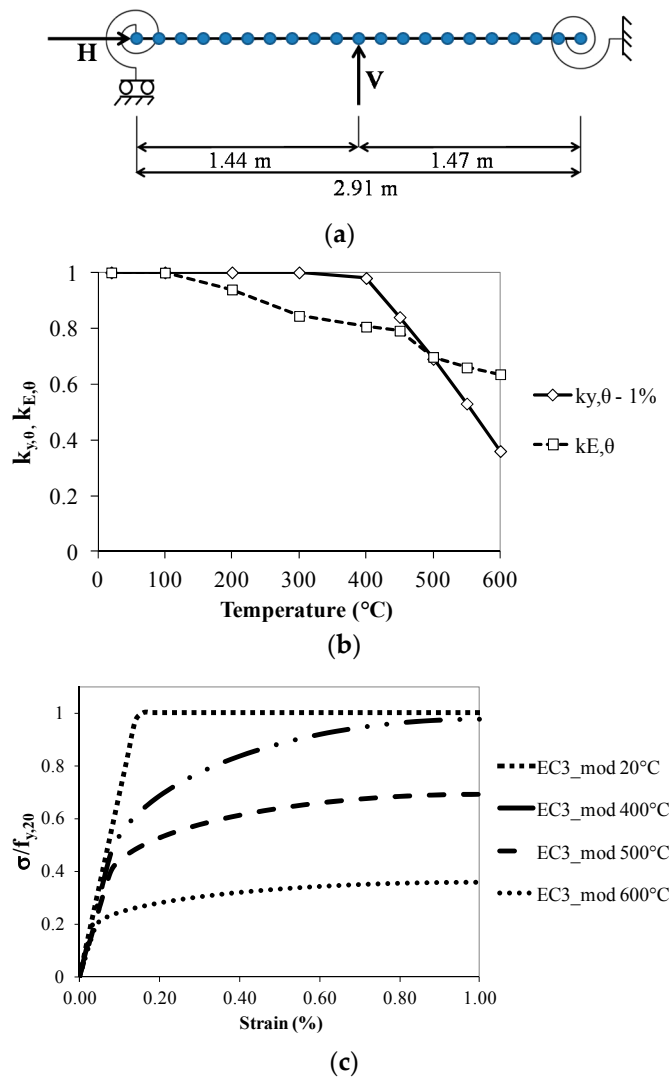 H
V
1.44 m
1.47 m
2.91 m
(a)
1
0.8
0.6
0.4
0.2
0
0 100 200 300 400 500 600
k_y,θ, k_E,θ
Temperature (°C)
ky,θ - 1%
kE,θ
(b)
1
0.8
0.6
0.4
0.2
0
0.00 0.20 0.40 0.60 0.80 1.00
σ/f_y,20
Strain (%)
EC3_mod 20°C
EC3_mod 400°C
EC3_mod 500°C
EC3_mod 600°C
(c)